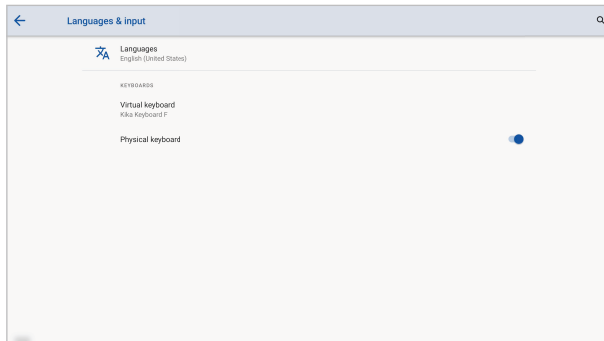 Languages & input
Languages
English (United States)
KEYBOARDS
Virtual keyboard
Kika Keyboard F
Physical keyboard